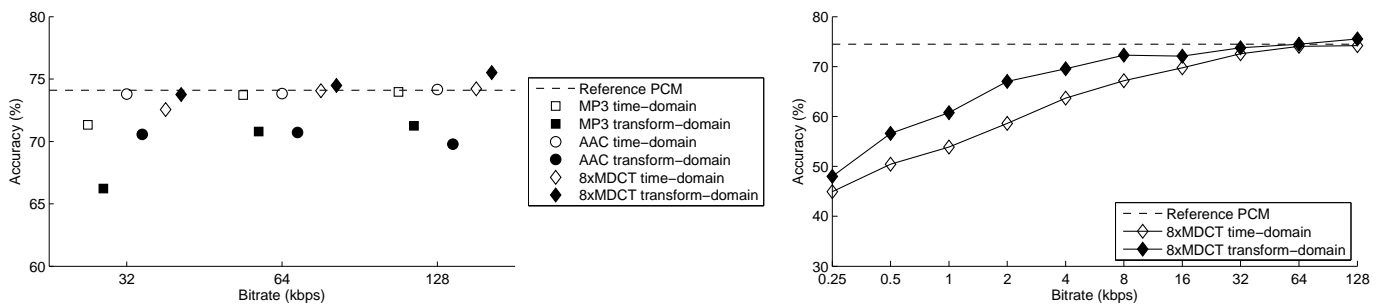 80
75
70
65
60
Accuracy (%)
32
64
128
Bitrate (kbps)
Reference PCM
MP3 time−domain
MP3 transform−domain
AAC time−domain
AAC transform−domain
8xMDCT time−domain
8xMDCT transform−domain
80
70
60
50
40
30
Accuracy (%)
0.25
0.5
1
2
4
8
16
32
64
128
Bitrate (kbps)
Reference PCM
8xMDCT time−domain
8xMDCT transform−domain